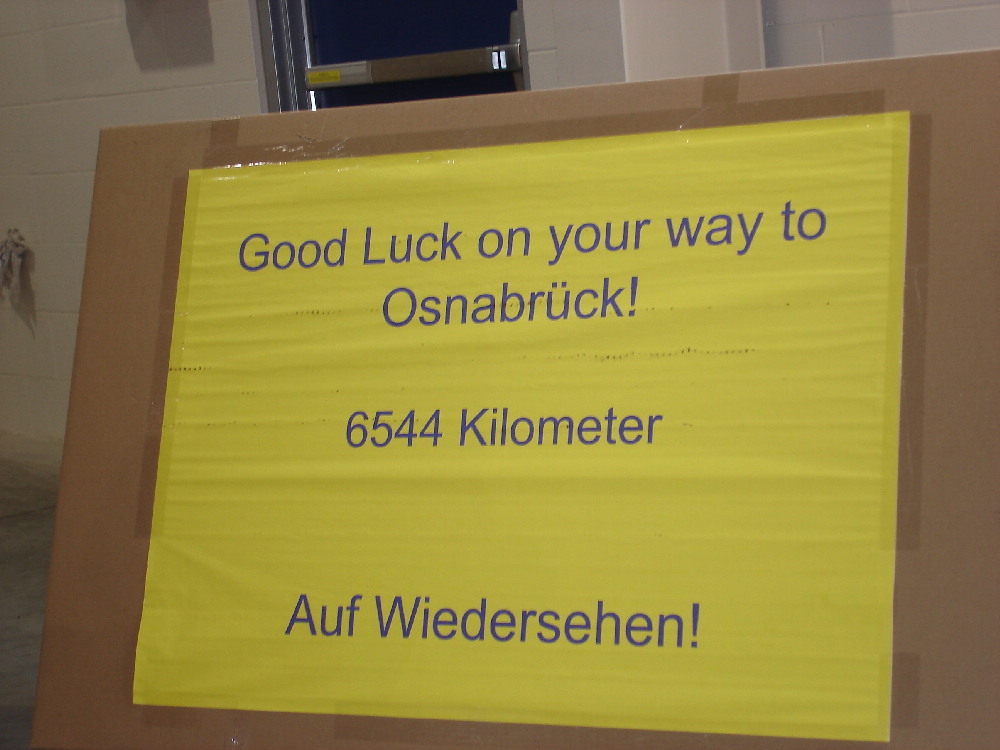 Good Luck on your way to
Osnabrück!
6544 Kilometer
Auf Wiedersehen!